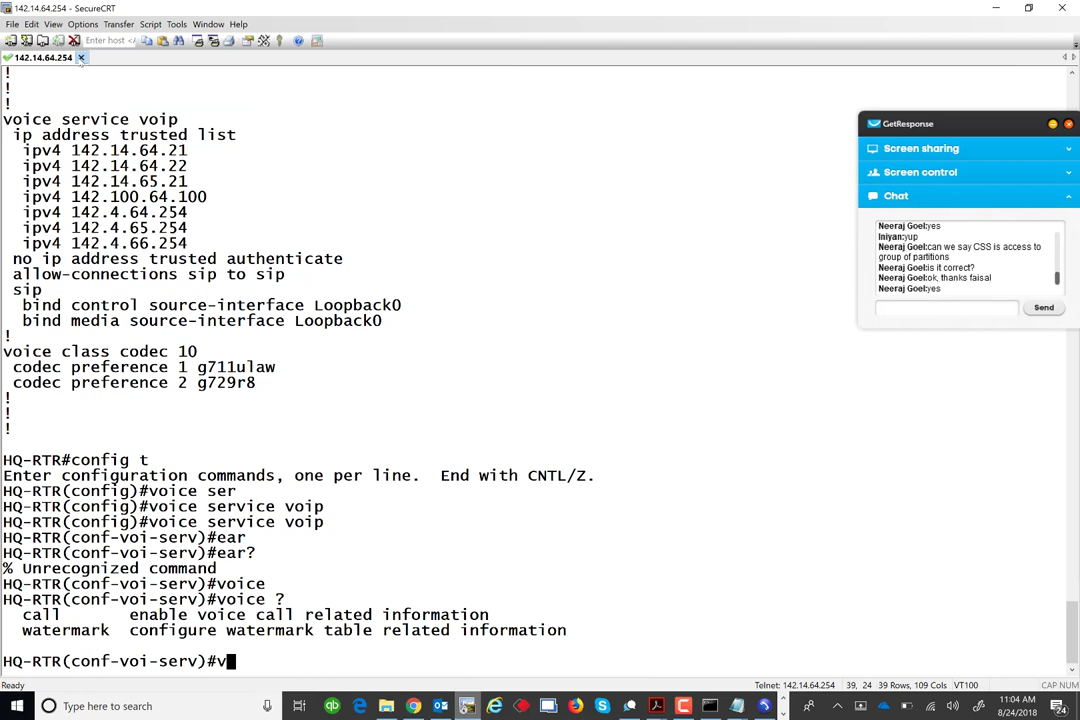 142.14.64.254 - SecureCRT
File Edit View Options Transfer Script Tools Window Help
Enter host <
142.14.64.254
!
!
!
voice service voip
ip address trusted list
ipv4 142.14.64.21
ipv4 142.14.64.22
ipv4 142.14.65.21
ipv4 142.100.64.100
ipv4 142.4.64.254
ipv4 142.4.65.254
ipv4 142.4.66.254
no ip address trusted authenticate
allow-connections sip to sip
sip
bind control source-interface Loopback0
bind media source-interface Loopback0
!
voice class codec 10
codec preference 1 g711ulaw
codec preference 2 g729r8
!
!
!
HQ-RTR#config t
Enter configuration commands, one per line.  End with CNTL/Z.
HQ-RTR(config)#voice ser
HQ-RTR(config)#voice service voip
HQ-RTR(config)#voice service voip
HQ-RTR(conf-voi-serv)#ear
HQ-RTR(conf-voi-serv)#ear?
% Unrecognized command
HQ-RTR(conf-voi-serv)#voice
HQ-RTR(conf-voi-serv)#voice ?
call       enable voice call related information
watermark  configure watermark table related information
HQ-RTR(conf-voi-serv)#v
GetResponse
Screen sharing
Screen control
Chat
Neeraj Goel:yes
Iniyan:yup
Neeraj Goel:can we say CSS is access to
group of partitions
Neeraj Goel:is it correct?
Neeraj Goel:ok, thanks faisal
Neeraj Goel:yes
Send
Ready
Telnet: 142.14.64.254 39, 24 39 Rows, 109 Cols VT100 CAP NUM
Type here to search
11:04 AM
8/24/2018
24